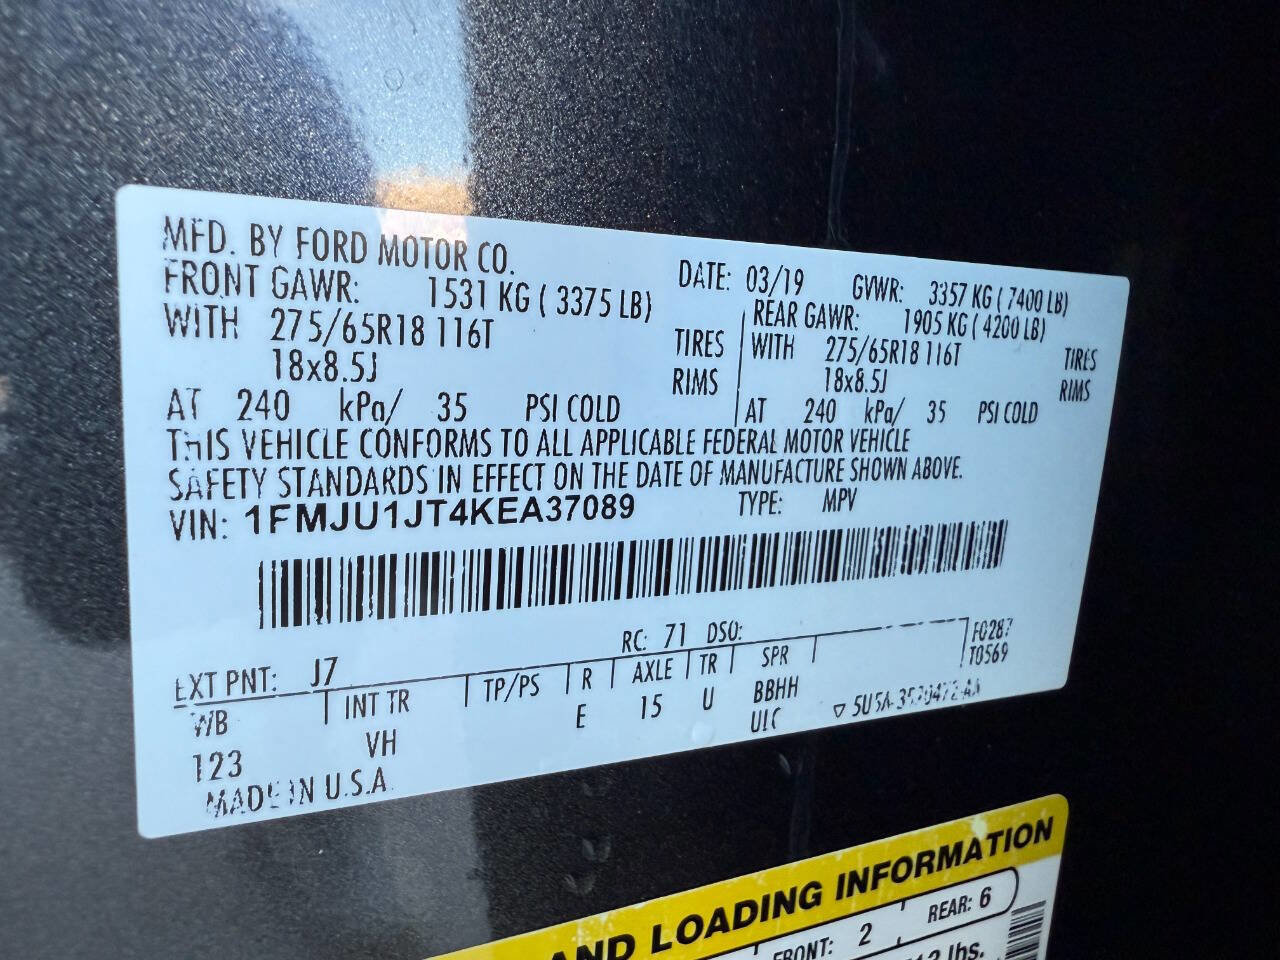 MFD. BY FORD MOTOR CO.
DATE: 03/19 GVWR: 3357 KG ( 7400 LB)
FRONT GAWR: 1531 KG ( 3375 LB) REAR GAWR: 1905 KG ( 4200 LB)
WITH 275/65R18 116T TIRES WITH 275/65R18 116T TIRES
18x8.5J RIMS 18x8.5J RIMS
AT 240 kPa/ 35 PSI COLD AT 240 kPa/ 35 PSI COLD
THIS VEHICLE CONFORMS TO ALL APPLICABLE FEDERAL MOTOR VEHICLE
SAFETY STANDARDS IN EFFECT ON THE DATE OF MANUFACTURE SHOWN ABOVE.
VIN: 1FMJU1JT4KEA37089 TYPE: MPV
EXT PNT: J7 RC: 71 DSO: F0287
T0569
WB INT TR TP/PS R AXLE TR SPR
123 VH E 15 U BBHH
UIC
MADE IN U.S.A.
AND LOADING INFORMATION
FRONT: 2 REAR: 6
lbs.